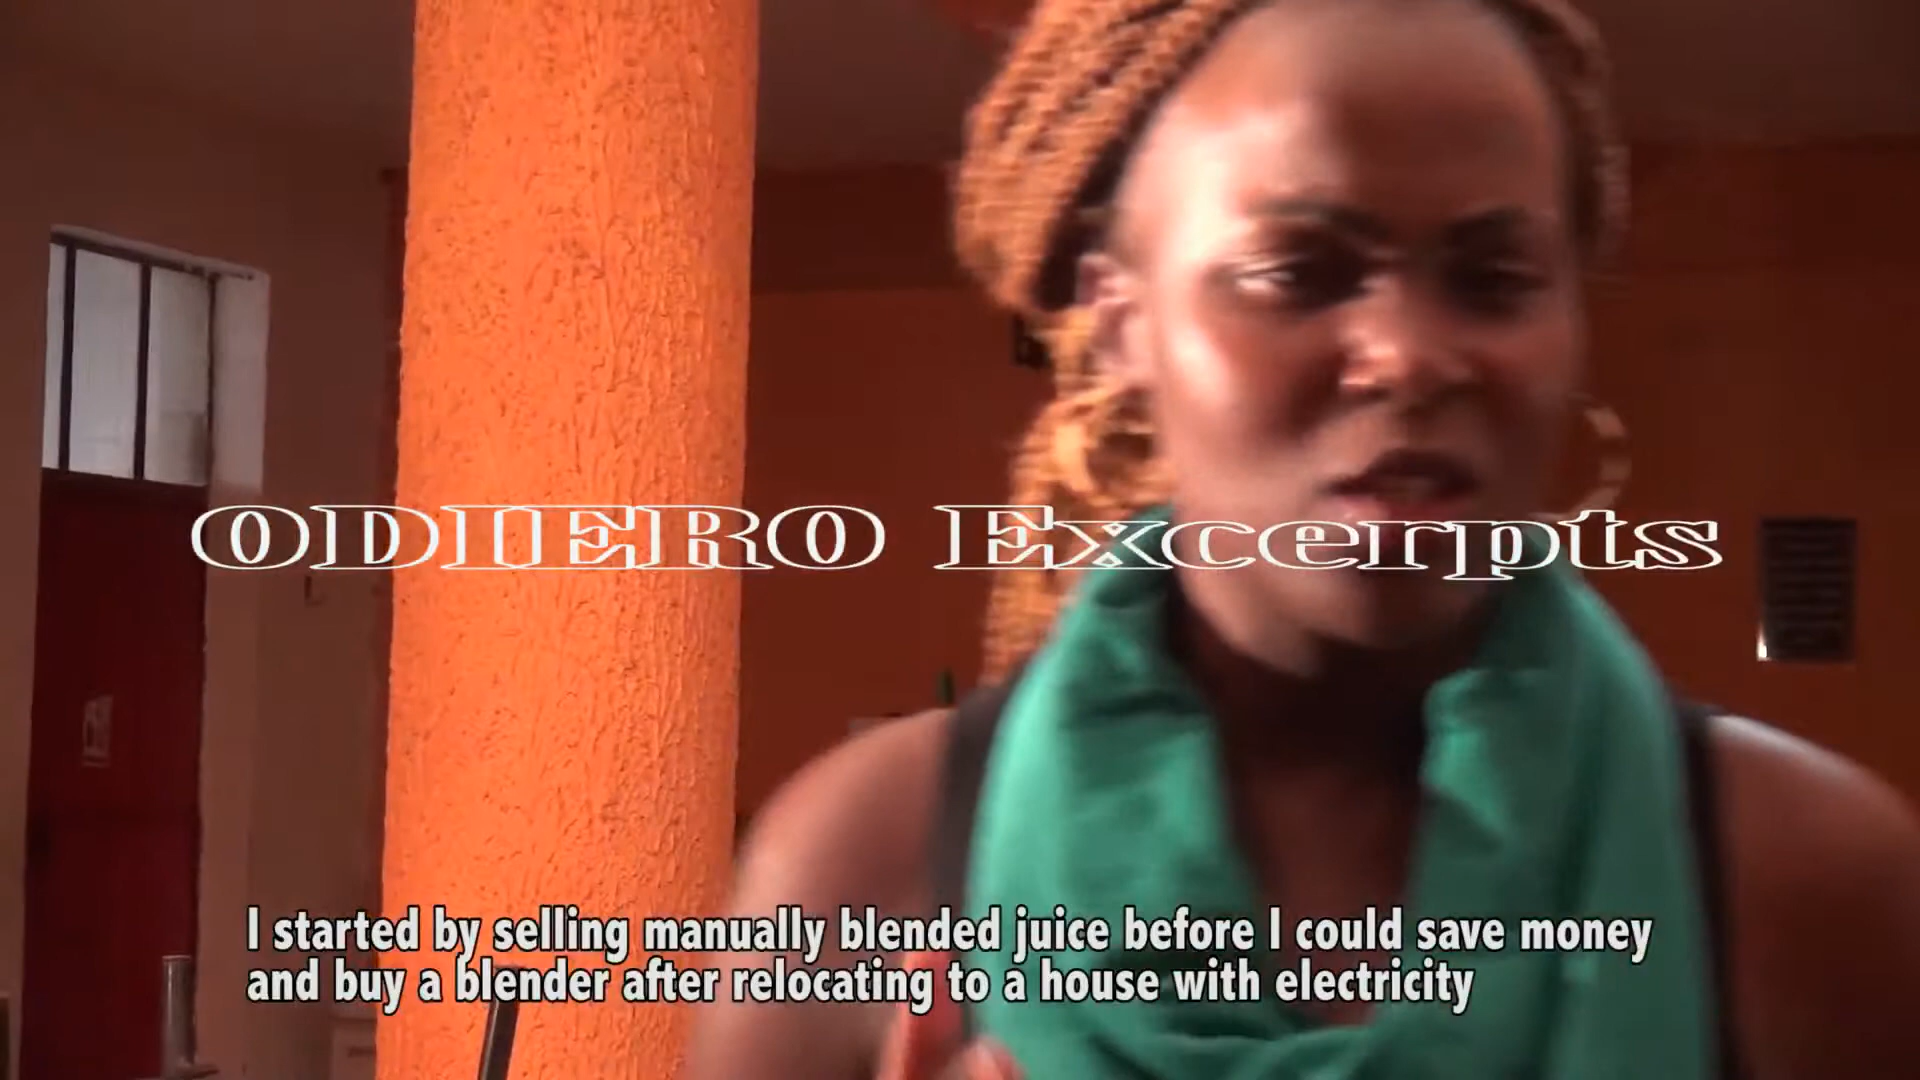 ODIERO Excerpts
I started by selling manually blended juice before I could save money
and buy a blender after relocating to a house with electricity